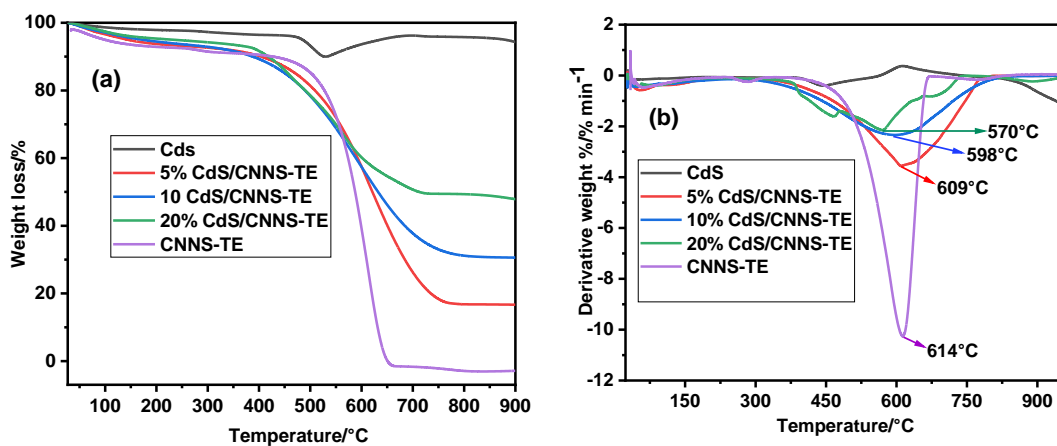 (a)
Weight loss/%
100
80
60
40
20
0
Cds
5% CdS/CNNS-TE
10 CdS/CNNS-TE
20% CdS/CNNS-TE
CNNS-TE
100 200 300 400 500 600 700 800 900
Temperature/°C
(b)
Derivative weight %/% min⁻¹
2
0
-2
-4
-6
-8
-10
-12
CdS
5% CdS/CNNS-TE
10% CdS/CNNS-TE
20% CdS/CNNS-TE
CNNS-TE
570°C
598°C
609°C
614°C
150 300 450 600 750 900
Temperature/°C